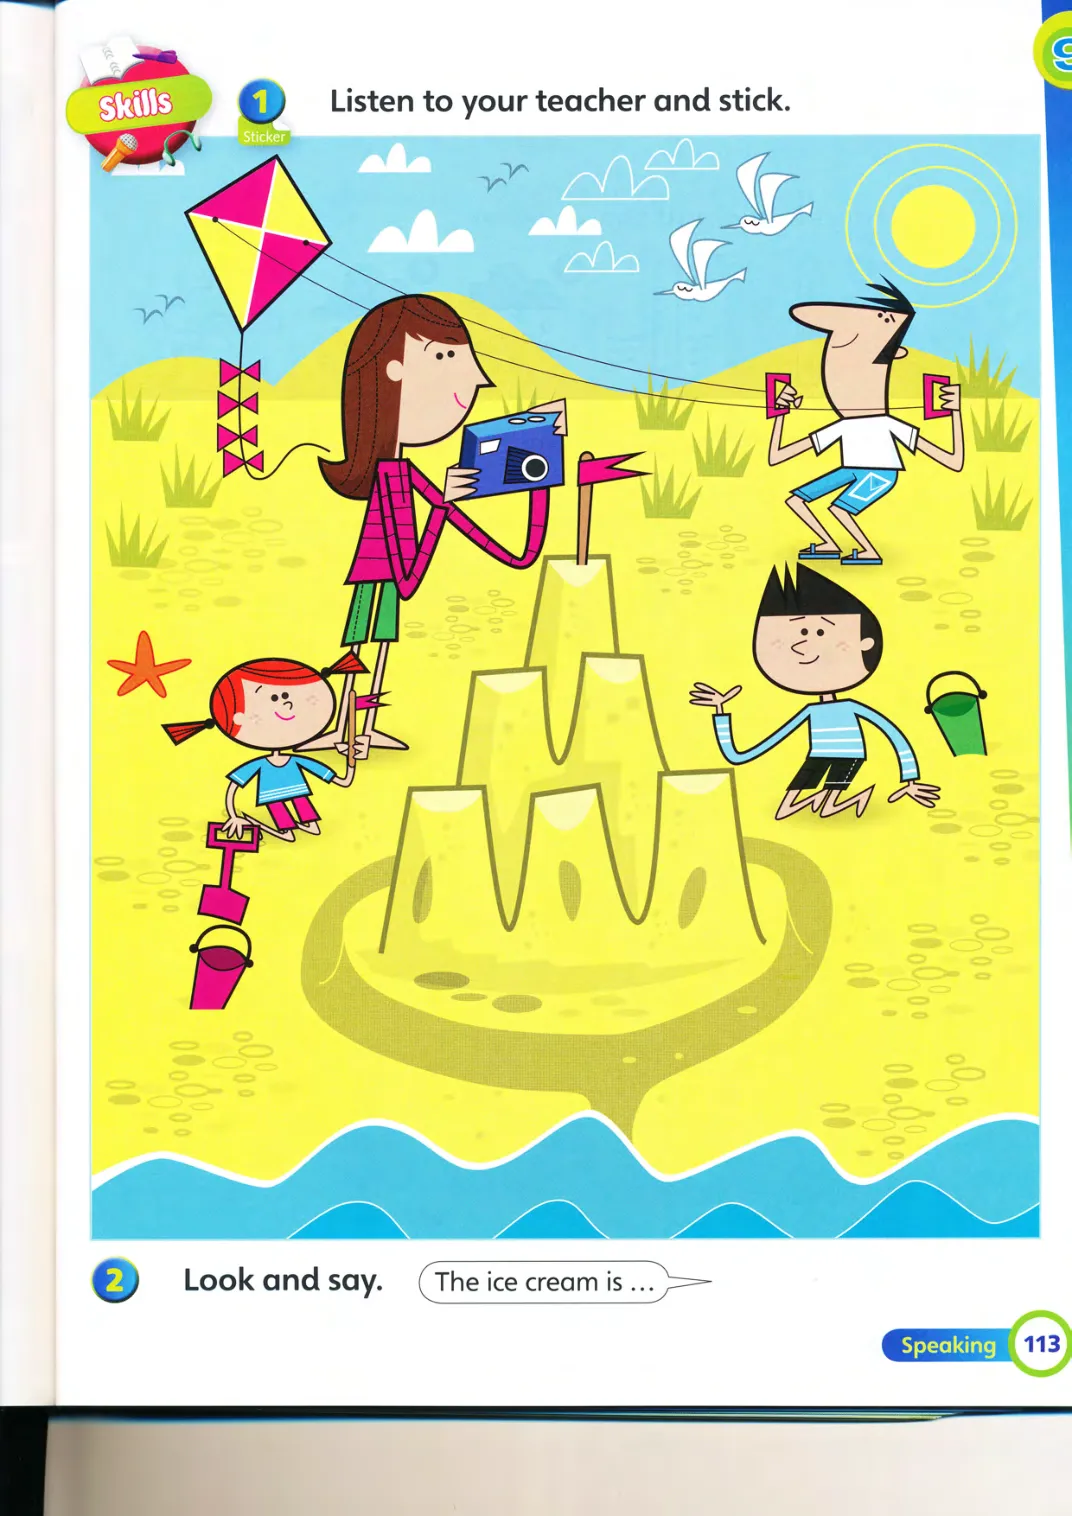 Skills
1
Listen to your teacher and stick.
Sticker
9
2
Look and say.
The ice cream is ...
Speaking
113